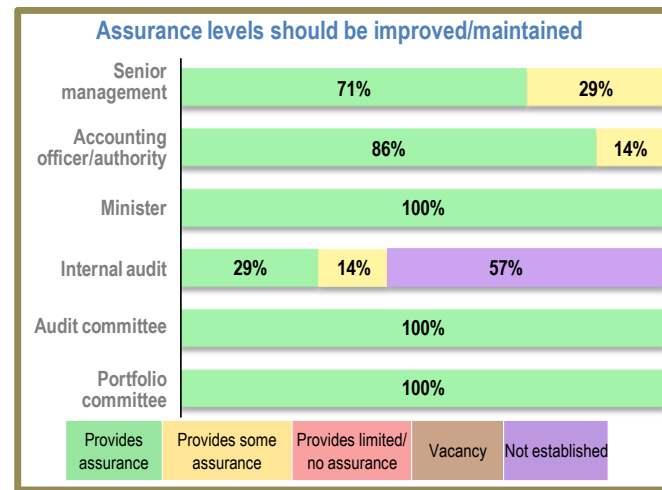 Assurance levels should be improved/maintained
Senior
management
71% 29%
Accounting
officer/authority
86% 14%
Minister
100%
Internal audit
29% 14% 57%
Audit committee
100%
Portfolio
committee
100%
Provides
assurance
Provides some
assurance
Provides limited/
no assurance
Vacancy
Not established